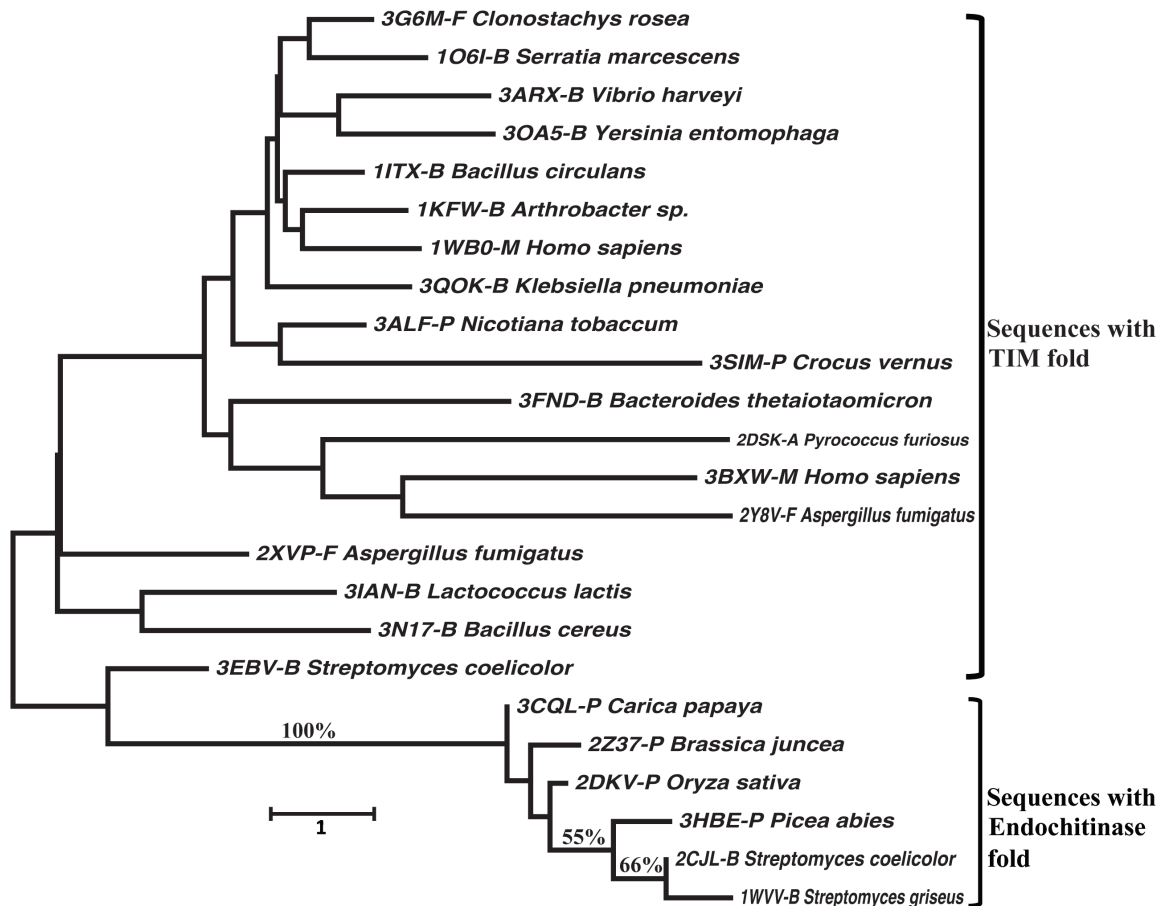 3G6M-F Clonostachys rosea
1O6I-B Serratia marcescens
3ARX-B Vibrio harveyi
3OA5-B Yersinia entomophaga
1ITX-B Bacillus circulans
1KFW-B Arthrobacter sp.
1WB0-M Homo sapiens
3QOK-B Klebsiella pneumoniae
3ALF-P Nicotiana tobaccum
3SIM-P Crocus vernus
3FND-B Bacteroides thetaiotaomicron
2DSK-A Pyrococcus furiosus
3BXW-M Homo sapiens
2Y8V-F Aspergillus fumigatus
2XVP-F Aspergillus fumigatus
3IAN-B Lactococcus lactis
3N17-B Bacillus cereus
3EBV-B Streptomyces coelicolor
Sequences with
TIM fold
3CQL-P Carica papaya
100%
2Z37-P Brassica juncea
2DKV-P Oryza sativa
3HBE-P Picea abies
55%
2CJL-B Streptomyces coelicolor
66%
1WVV-B Streptomyces griseus
Sequences with
Endochitinase
fold
1